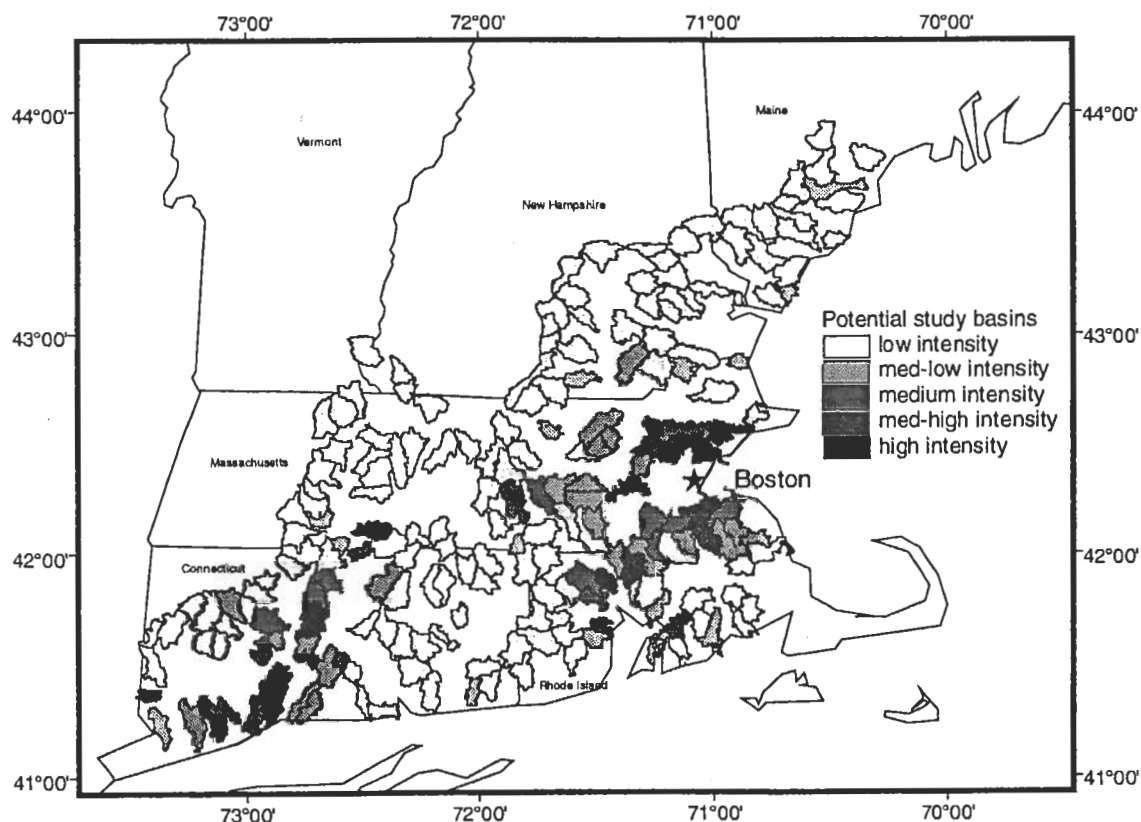 73°00' 72°00' 71°00' 70°00'
44°00' 44°00'
Maine
Vermont
New Hampshire
43°00' 43°00'
Potential study basins
low intensity
med-low intensity
medium intensity
med-high intensity
high intensity
Massachusetts
Boston
42°00' 42°00'
Connecticut
Rhode Island
41°00' 41°00'
73°00' 72°00' 71°00' 70°00'